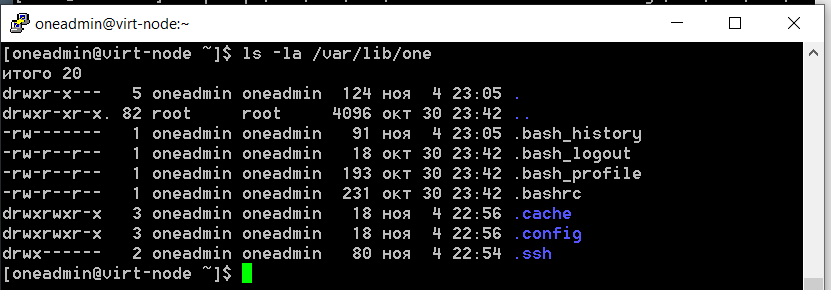 oneadmin@virt-node:~
[oneadmin@virt-node ~]$ ls -la /var/lib/one
итого 20
drwxr-x---   5 oneadmin oneadmin  124 ноя  4 23:05 .
drwxr-xr-x. 82 root     root     4096 окт 30 23:42 ..
-rw-------   1 oneadmin oneadmin   91 ноя  4 23:05 .bash_history
-rw-r--r--   1 oneadmin oneadmin   18 окт 30 23:42 .bash_logout
-rw-r--r--   1 oneadmin oneadmin  193 окт 30 23:42 .bash_profile
-rw-r--r--   1 oneadmin oneadmin  231 окт 30 23:42 .bashrc
drwxrwxr-x   3 oneadmin oneadmin   18 ноя  4 22:56 .cache
drwxrwxr-x   3 oneadmin oneadmin   18 ноя  4 22:56 .config
drwx------   2 oneadmin oneadmin   80 ноя  4 22:54 .ssh
[oneadmin@virt-node ~]$